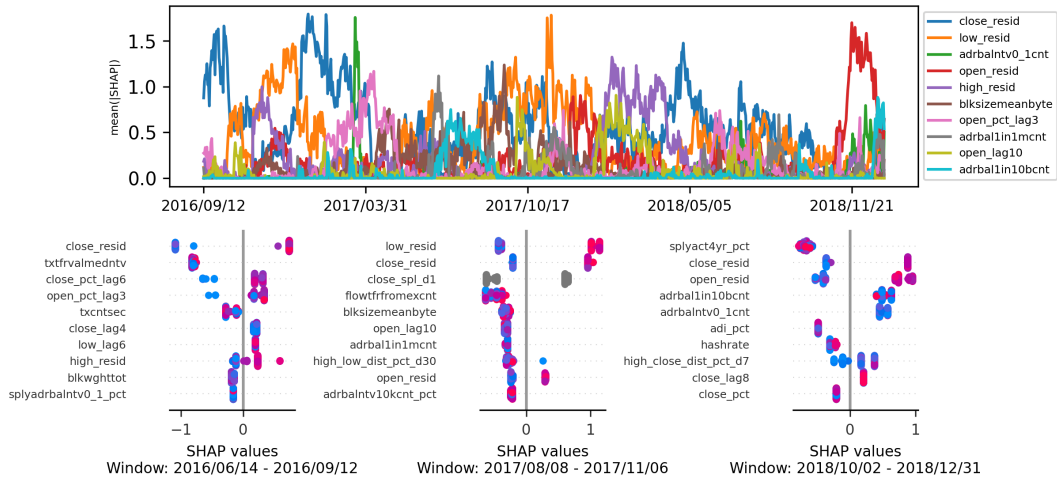 mean(|SHAP|)
1.5
1.0
0.5
0.0
2016/09/12
2017/03/31
2017/10/17
2018/05/05
2018/11/21
close_resid
low_resid
adrbalntv0_1cnt
open_resid
high_resid
blksizemeanbyte
open_pct_lag3
adrbal1in1mcnt
open_lag10
adrbal1in10bcnt
close_resid
txtfrvalmedntv
close_pct_lag6
open_pct_lag3
txcntsec
close_lag4
low_lag6
high_resid
blkwghttot
splyadrbalntv0_1_pct
−1
0
SHAP values
Window: 2016/06/14 - 2016/09/12
low_resid
close_resid
close_spl_d1
flowtfrfromexcnt
blksizemeanbyte
open_lag10
adrbal1in1mcnt
high_low_dist_pct_d30
open_resid
adrbalntv10kcnt_pct
0
1
SHAP values
Window: 2017/08/08 - 2017/11/06
splyact4yr_pct
close_resid
open_resid
adrbal1in10bcnt
adrbalntv0_1cnt
adi_pct
hashrate
high_close_dist_pct_d7
close_lag8
close_pct
0
1
SHAP values
Window: 2018/10/02 - 2018/12/31